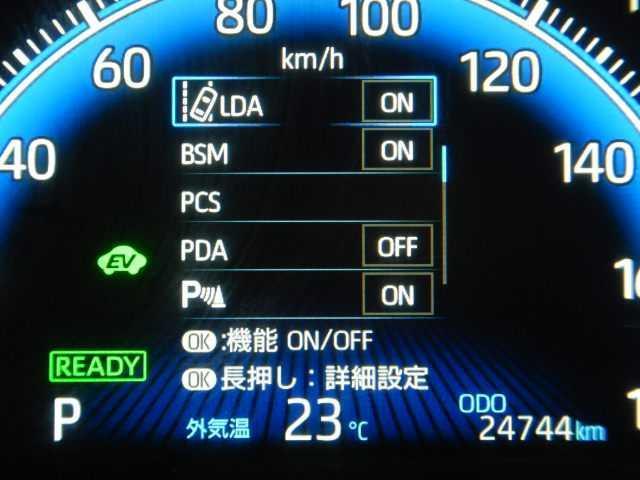 80
100
km/h
60
120
LDA ON
40
BSM ON
140
PCS
PDA OFF
EV
P ON
OK:機能 ON/OFF
READY
OK長押し：詳細設定
P
外気温 23℃
ODO
24744km